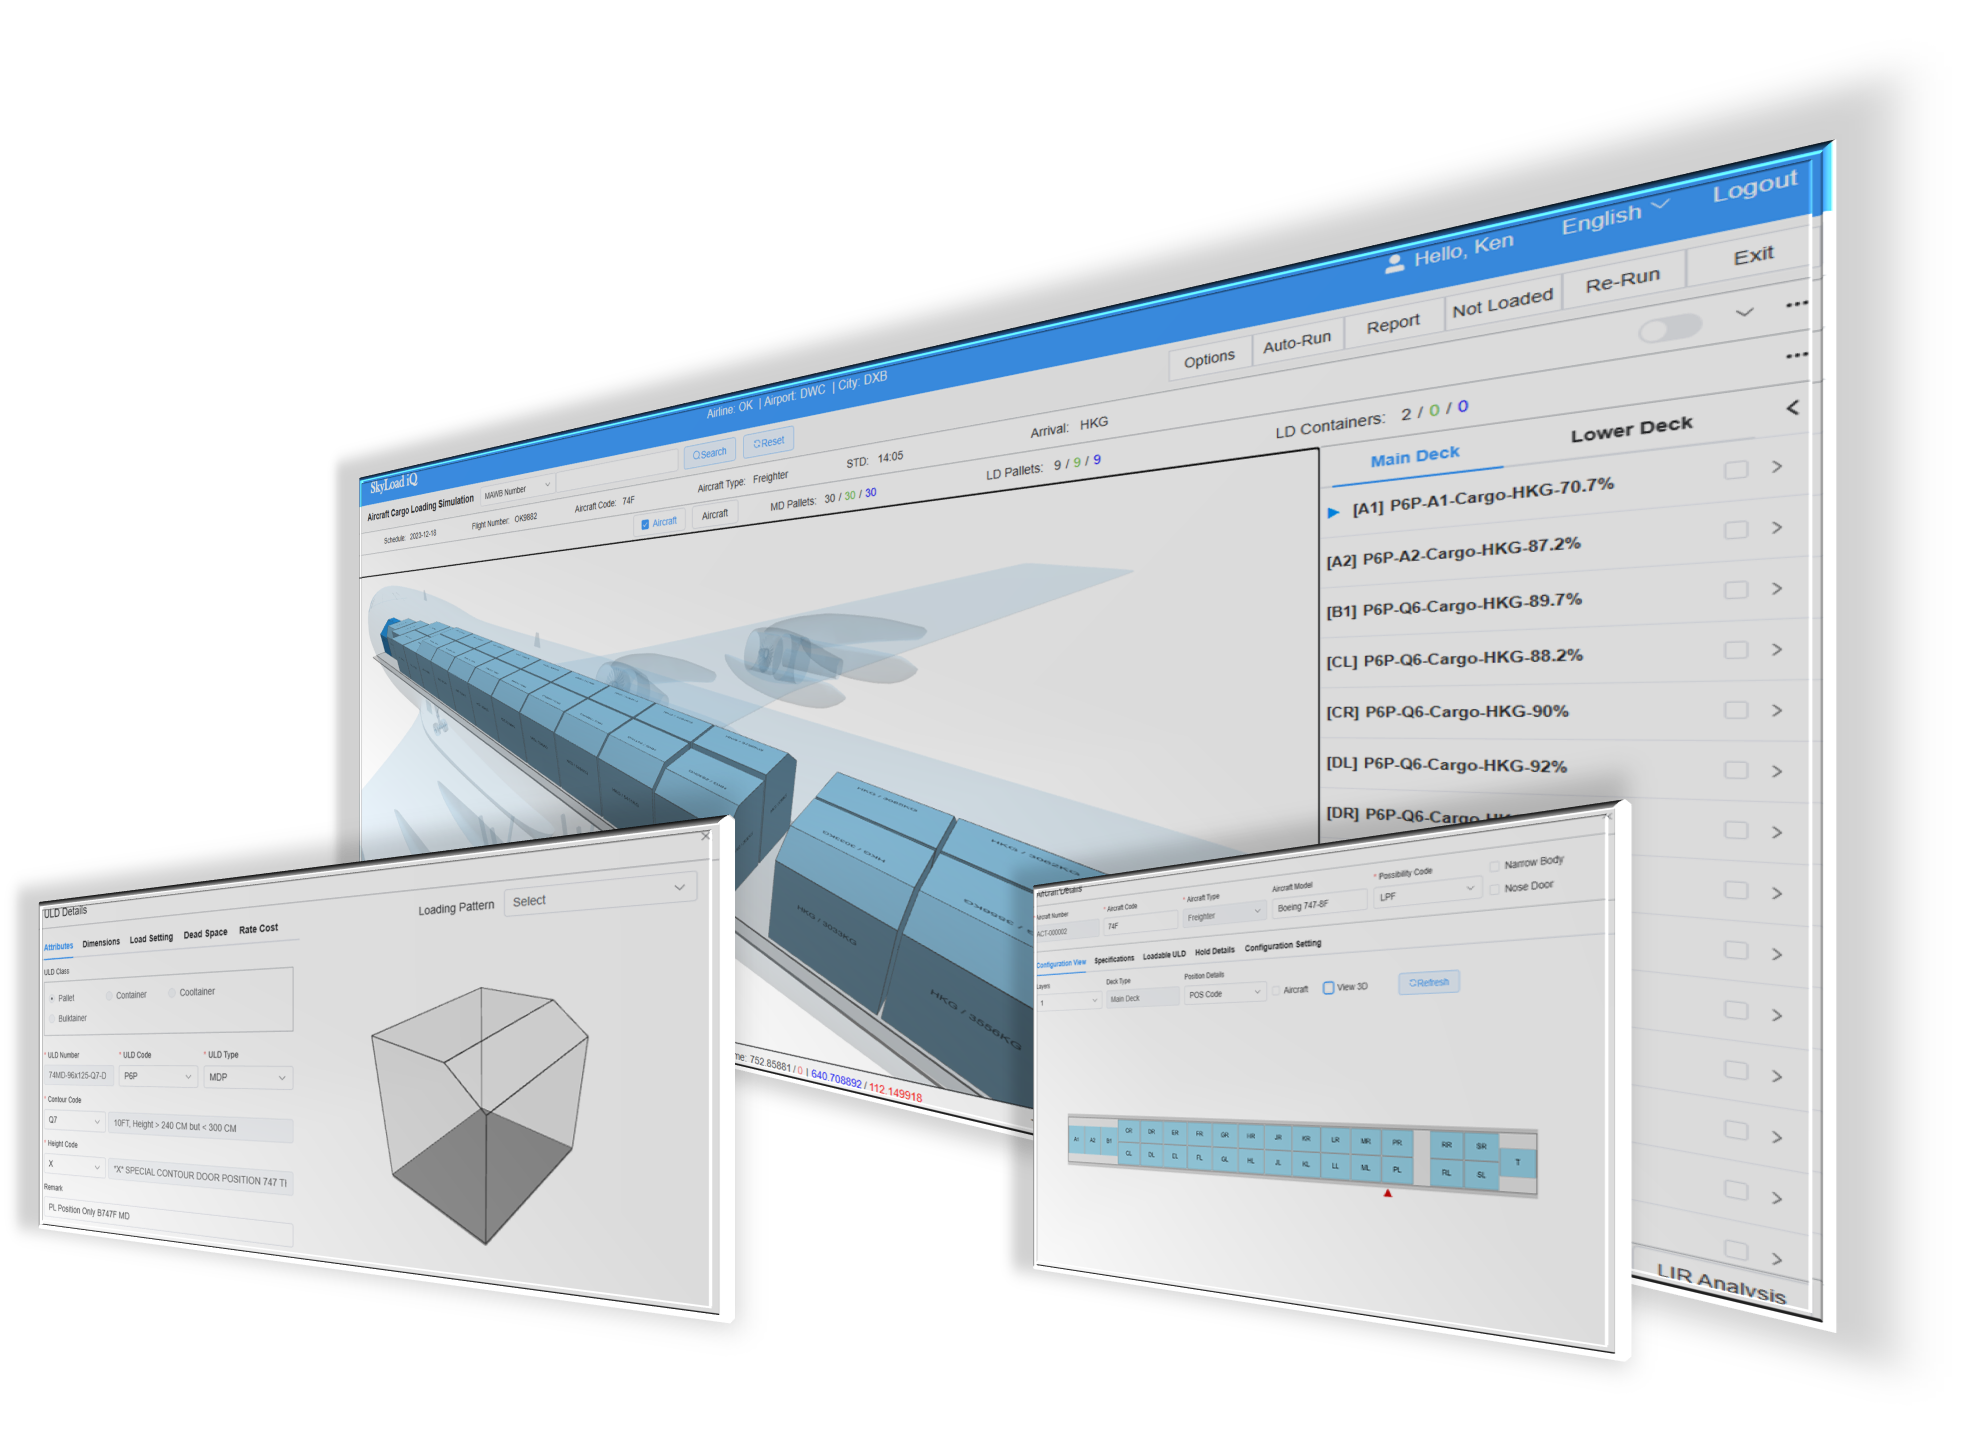 SkyLoad iQ
Airline: OK | Airport: DWC | City: DXB
Hello, Ken
English
Logout
Aircraft Cargo Loading Simulation
MAWB Number
Search
Reset
Options
Auto-Run
Report
Not Loaded
Re-Run
Exit
Schedule: 2023-12-18
Flight Number: OK9882
Aircraft Code: 74F
Aircraft Type: Freighter
STD: 14:05
Arrival: HKG
Aircraft
Aircraft
MD Pallets: 30 / 30 / 30
LD Pallets: 9 / 9 / 9
LD Containers: 2 / 0 / 0
Main Deck
Lower Deck
[A1] P6P-A1-Cargo-HKG-70.7%
[A2] P6P-A2-Cargo-HKG-87.2%
[B1] P6P-Q6-Cargo-HKG-89.7%
[CL] P6P-Q6-Cargo-HKG-88.2%
[CR] P6P-Q6-Cargo-HKG-90%
[DL] P6P-Q6-Cargo-HKG-92%
[DR] P6P-Q6-Cargo
HKG / 3033KG
HKG / 3033KG
HKG / 3556KG
752.85881 / 0 | 640.708892 / 112.149918
LIR Analysis
ULD Details
Loading Pattern
Select
Attributes
Dimensions
Load Setting
Dead Space
Rate Cost
ULD Class
Pallet
Container
Cooltainer
Bulktainer
* ULD Number
* ULD Code
* ULD Type
74MD-96x125-Q7-D
P6P
MDP
* Contour Code
Q7
10FT, Height > 240 CM but < 300 CM
* Height Code
X
"X" SPECIAL CONTOUR DOOR POSITION 747 TI
Remark
PL Position Only B747F MD
Aircraft Details
Aircraft Number
* Aircraft Code
* Aircraft Type
Aircraft Model
* Possibility Code
Narrow Body
ACT-000002
74F
Freighter
Boeing 747-8F
LPF
Nose Door
Configuration View
Specifications
Loadable ULD
Hold Details
Configuration Setting
Layers
Deck Type
Position Details
1
Main Deck
POS Code
Aircraft
View 3D
Refresh
A1 A2 B1
CR DR ER FR GR HR JR KR LR MR PR RR SR
CL DL EL FL GL HL JL KL LL ML PL RL SL
T